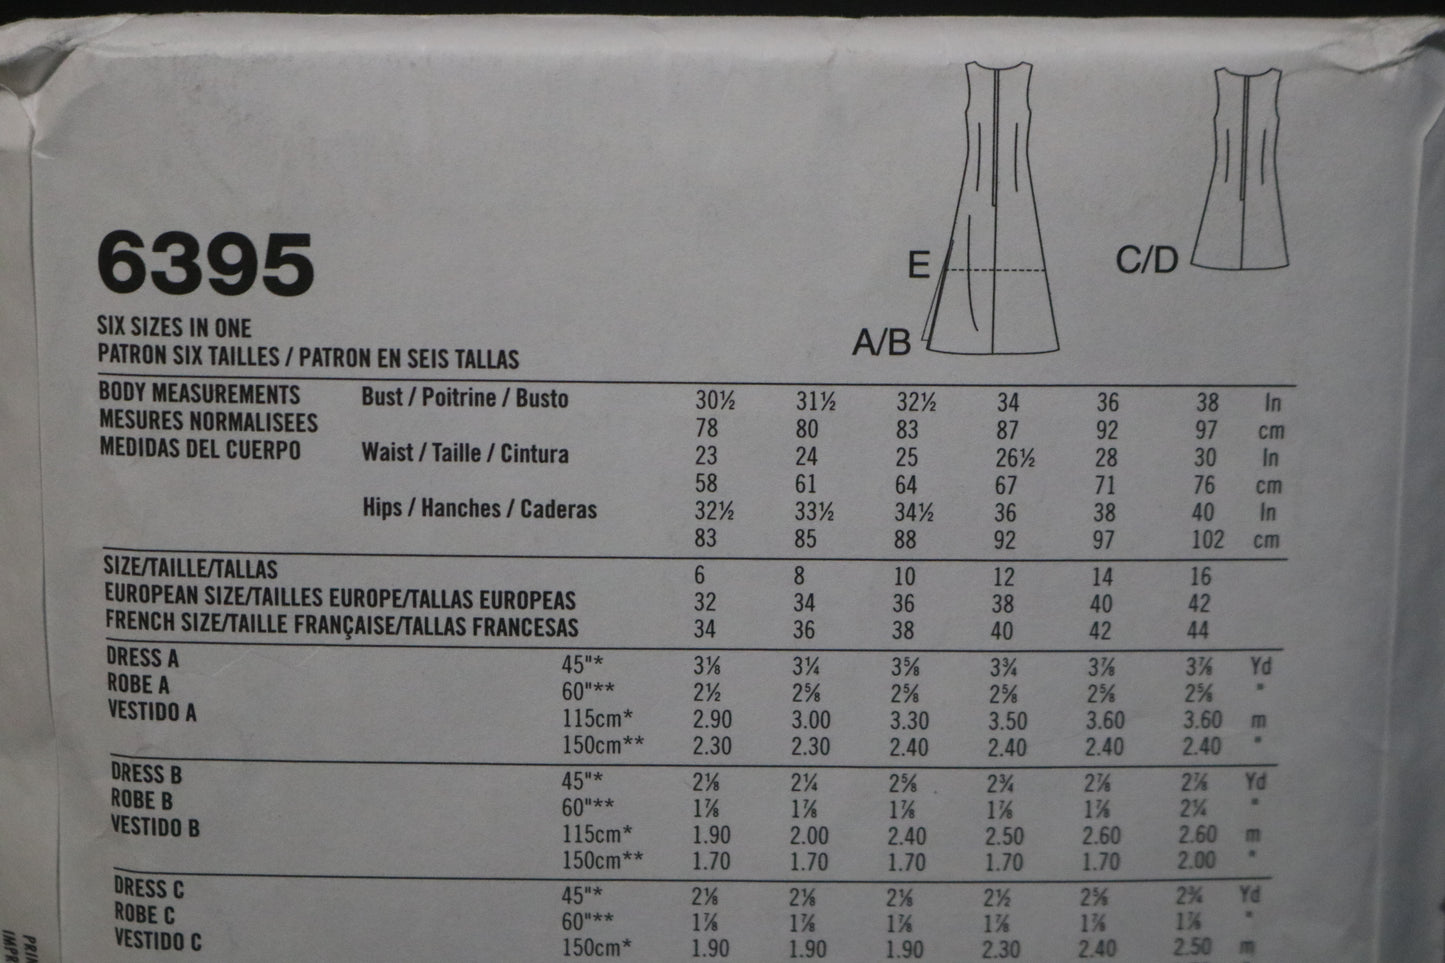 E
C/D
A/B
6395
SIX SIZES IN ONE
PATRON SIX TAILLES / PATRON EN SEIS TALLAS
BODY MEASUREMENTS Bust / Poitrine / Busto 30½ 31½ 32½ 34 36 38 In
MESURES NORMALISEES 78 80 83 87 92 97 cm
MEDIDAS DEL CUERPO Waist / Taille / Cintura 23 24 25 26½ 28 30 In
58 61 64 67 71 76 cm
Hips / Hanches / Caderas 32½ 33½ 34½ 36 38 40 In
83 85 88 92 97 102 cm
SIZE/TAILLE/TALLAS 6 8 10 12 14 16
EUROPEAN SIZE/TAILLES EUROPE/TALLAS EUROPEAS 32 34 36 38 40 42
FRENCH SIZE/TAILLE FRANÇAISE/TALLAS FRANCESAS 34 36 38 40 42 44
DRESS A 45"* 3⅛ 3¼ 3⅝ 3¾ 3⅞ 3⅞ Yd
ROBE A 60"** 2½ 2⅝ 2⅝ 2⅝ 2⅝ 2⅝ "
VESTIDO A 115cm* 2.90 3.00 3.30 3.50 3.60 3.60 m
150cm** 2.30 2.30 2.40 2.40 2.40 2.40 "
DRESS B 45"* 2⅛ 2¼ 2⅝ 2¾ 2⅞ 2⅞ Yd
ROBE B 60"** 1⅞ 1⅞ 1⅞ 1⅞ 1⅞ 2¼ "
VESTIDO B 115cm* 1.90 2.00 2.40 2.50 2.60 2.60 m
150cm** 1.70 1.70 1.70 1.70 1.70 2.00 "
DRESS C 45"* 2⅛ 2⅛ 2⅛ 2½ 2⅝ 2¾ Yd
ROBE C 60"** 1⅞ 1⅞ 1⅞ 1⅞ 1⅞ 1⅞ "
VESTIDO C 150cm* 1.90 1.90 1.90 2.30 2.40 2.50 m